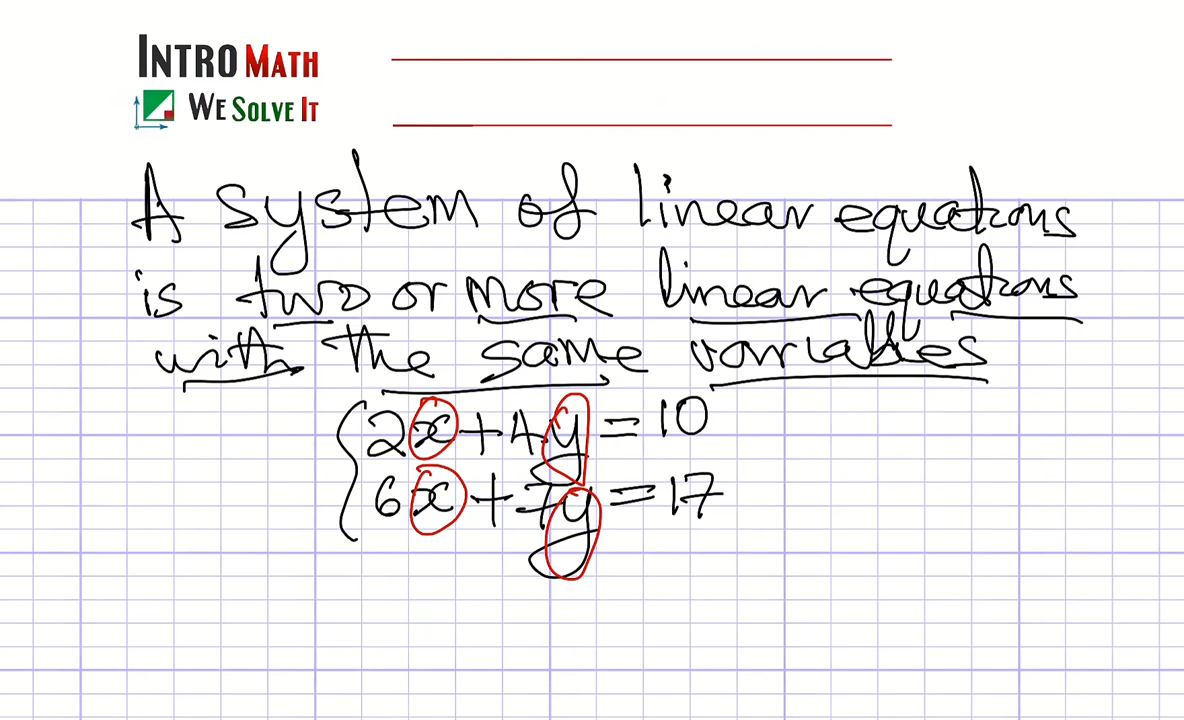 INTRO MATH
WE SOLVE IT
A system of linear equations
is two or more linear equations
with the same variables
2x+4y=10
6x+7y=17